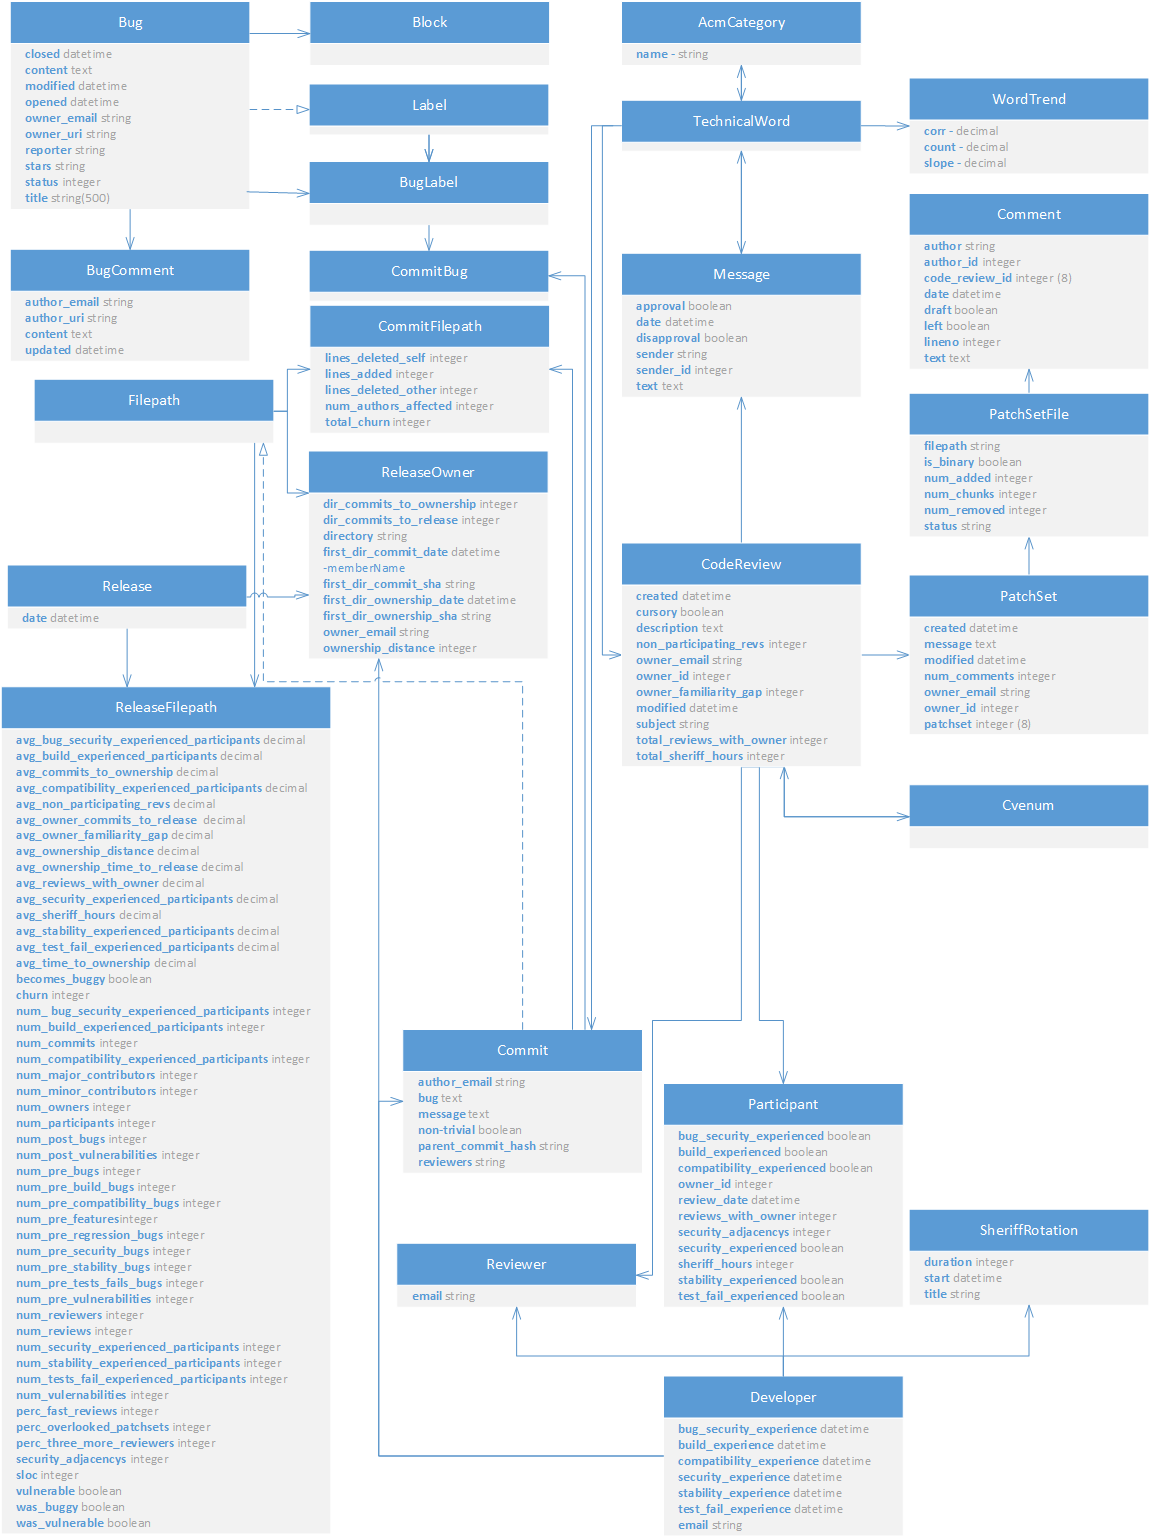 Bug
closed datetime
content text
modified datetime
opened datetime
owner_email string
owner_uri string
reporter string
stars string
status integer
title string(500)
Block
Label
BugLabel
BugComment
author_email string
author_uri string
content text
updated datetime
CommitBug
CommitFilepath
lines_deleted_self integer
lines_added integer
lines_deleted_other integer
num_authors_affected integer
total_churn integer
Filepath
ReleaseOwner
dir_commits_to_ownership integer
dir_commits_to_release integer
directory string
first_dir_commit_date datetime
-memberName
first_dir_commit_sha string
first_dir_ownership_date datetime
first_dir_ownership_sha string
owner_email string
ownership_distance integer
Release
date datetime
ReleaseFilepath
avg_bug_security_experienced_participants decimal
avg_build_experienced_participants decimal
avg_commits_to_ownership decimal
avg_compatibility_experienced_participants decimal
avg_non_participating_revs decimal
avg_owner_commits_to_release decimal
avg_owner_familiarity_gap decimal
avg_ownership_distance decimal
avg_ownership_time_to_release decimal
avg_reviews_with_owner decimal
avg_security_experienced_participants decimal
avg_sheriff_hours decimal
avg_stability_experienced_participants decimal
avg_test_fail_experienced_participants decimal
avg_time_to_ownership decimal
becomes_buggy boolean
churn integer
num_ bug_security_experienced_participants integer
num_build_experienced_participants integer
num_commits integer
num_compatibility_experienced_participants integer
num_major_contributors integer
num_minor_contributors integer
num_owners integer
num_participants integer
num_post_bugs integer
num_post_vulnerabilities integer
num_pre_bugs integer
num_pre_build_bugs integer
num_pre_compatibility_bugs integer
num_pre_featuresinteger
num_pre_regression_bugs integer
num_pre_security_bugs integer
num_pre_stability_bugs integer
num_pre_tests_fails_bugs integer
num_pre_vulnerabilities integer
num_reviewers integer
num_reviews integer
num_security_experienced_participants integer
num_stability_experienced_participants integer
num_tests_fail_experienced_participants integer
num_vulernabilities integer
perc_fast_reviews integer
perc_overlooked_patchsets integer
perc_three_more_reviewers integer
security_adjacencys integer
sloc integer
vulnerable boolean
was_buggy boolean
was_vulnerable boolean
AcmCategory
name - string
TechnicalWord
WordTrend
corr - decimal
count - decimal
slope - decimal
Message
approval boolean
date datetime
disapproval boolean
sender string
sender_id integer
text text
Comment
author string
author_id integer
code_review_id integer (8)
date datetime
draft boolean
left boolean
lineno integer
text text
PatchSetFile
filepath string
is_binary boolean
num_added integer
num_chunks integer
num_removed integer
status string
CodeReview
created datetime
cursory boolean
description text
non_participating_revs integer
owner_email string
owner_id integer
owner_familiarity_gap integer
modified datetime
subject string
total_reviews_with_owner integer
total_sheriff_hours integer
PatchSet
created datetime
message text
modified datetime
num_comments integer
owner_email string
owner_id integer
patchset integer (8)
Cvenum
Commit
author_email string
bug text
message text
non-trivial boolean
parent_commit_hash string
reviewers string
Participant
bug_security_experienced boolean
build_experienced boolean
compatibility_experienced boolean
owner_id integer
review_date datetime
reviews_with_owner integer
security_adjacencys integer
security_experienced boolean
sheriff_hours integer
stability_experienced boolean
test_fail_experienced boolean
Reviewer
email string
SheriffRotation
duration integer
start datetime
title string
Developer
bug_security_experience datetime
build_experience datetime
compatibility_experience datetime
security_experience datetime
stability_experience datetime
test_fail_experience datetime
email string